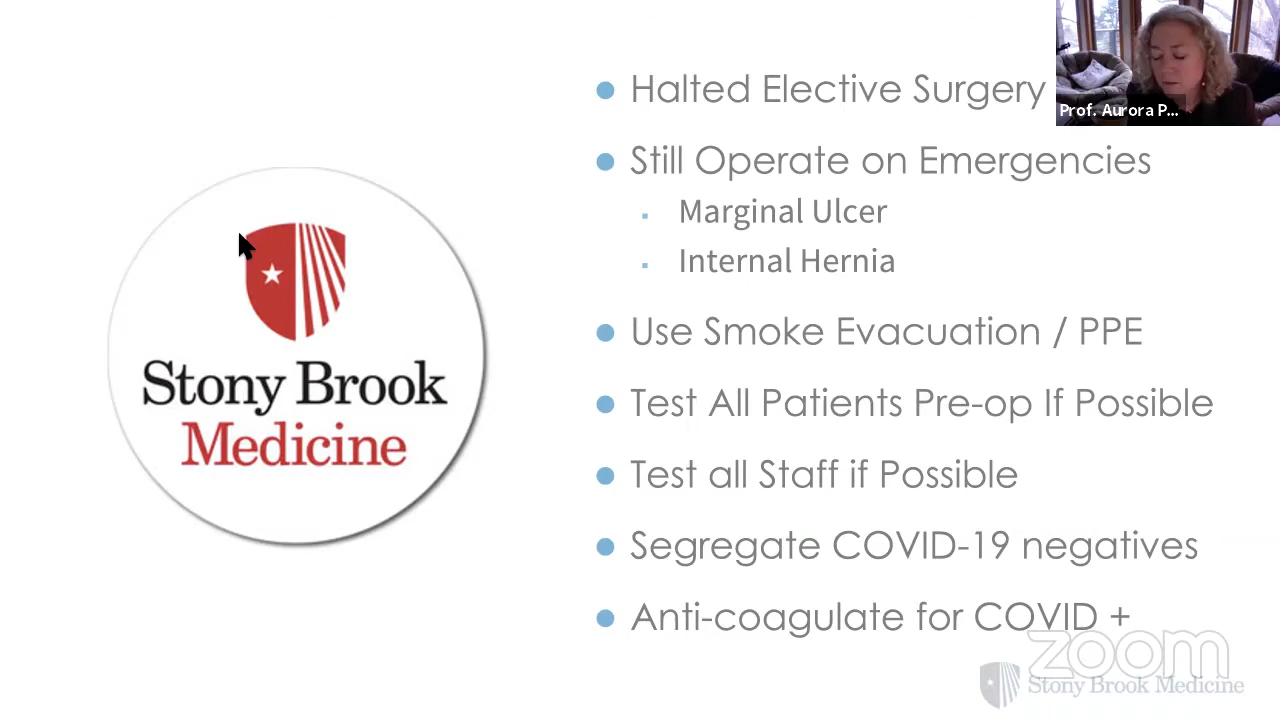 Halted Elective Surgery
Prof. Aurora P...
Still Operate on Emergencies
Marginal Ulcer
Internal Hernia
Use Smoke Evacuation / PPE
Test All Patients Pre-op If Possible
Test all Staff if Possible
Segregate COVID-19 negatives
Anti-coagulate for COVID +
Stony Brook
Medicine
zoom
Stony Brook Medicine